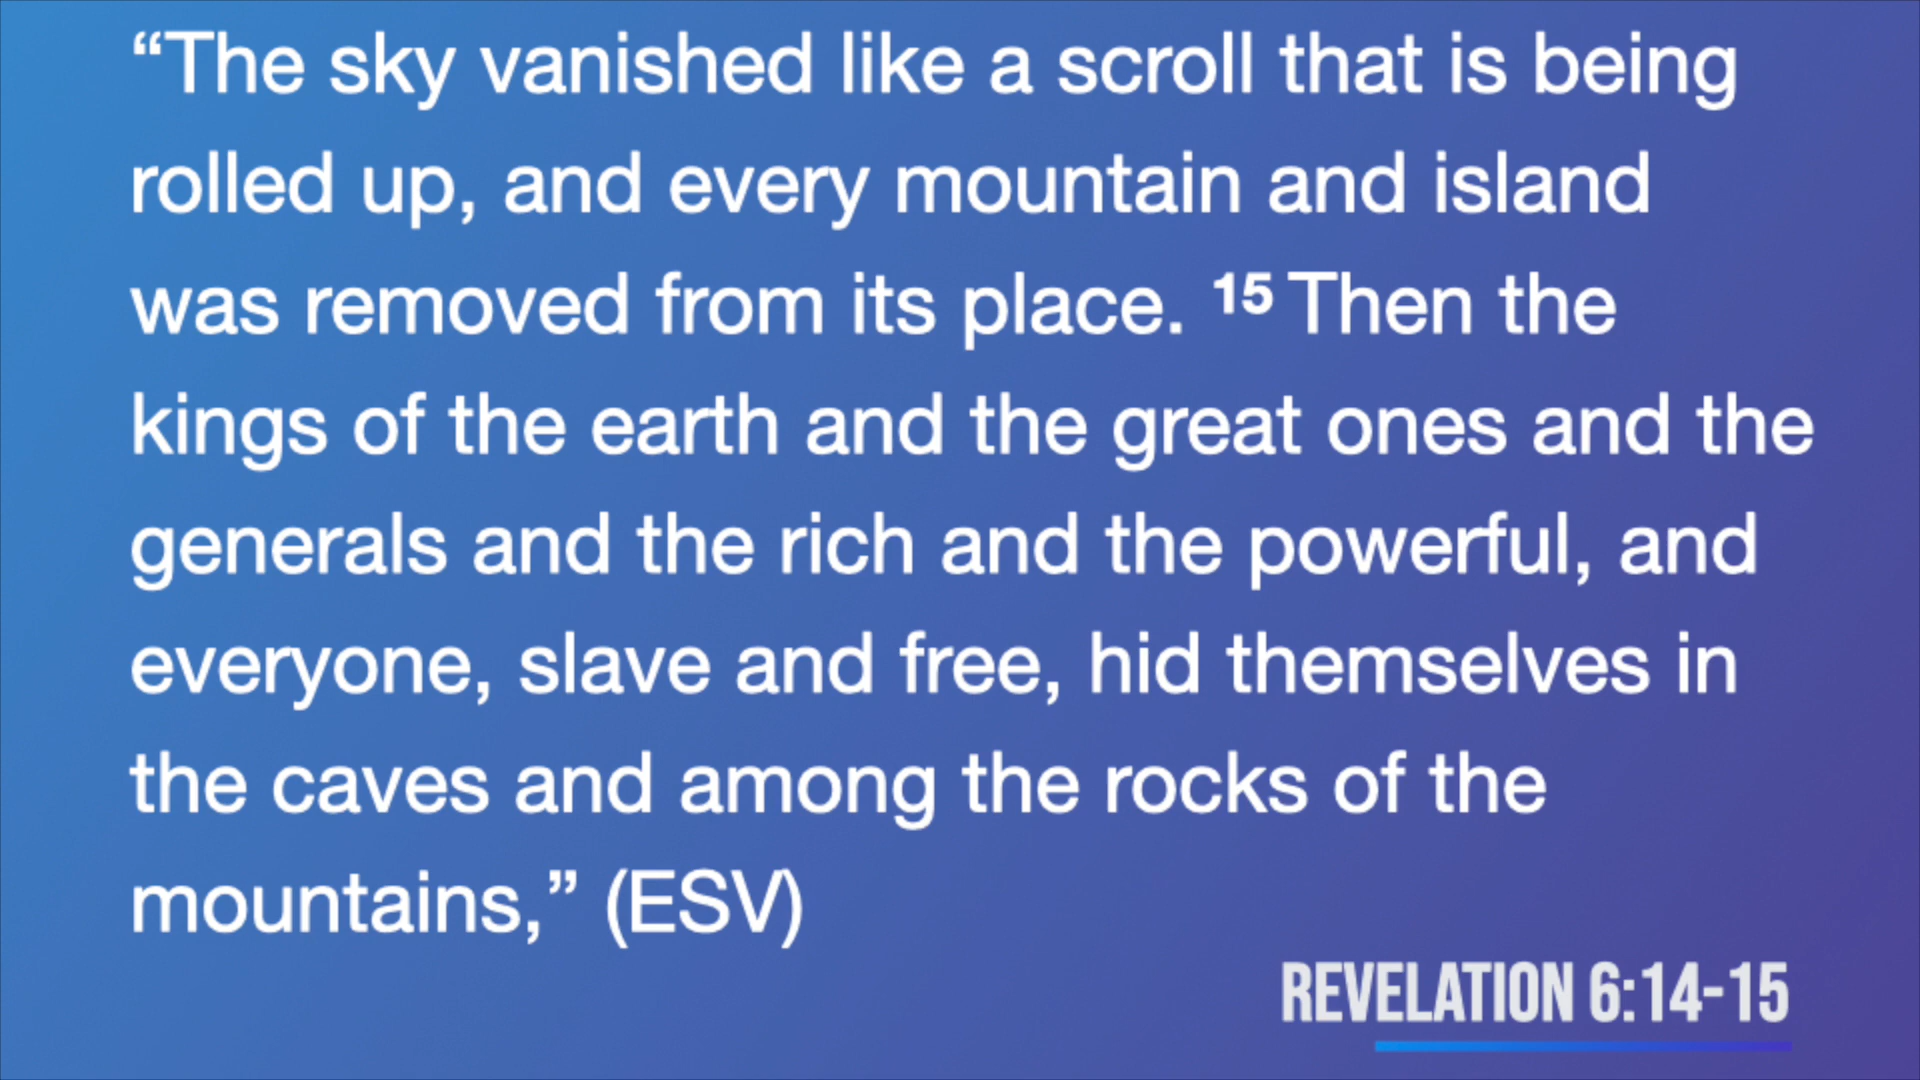 “The sky vanished like a scroll that is being
rolled up, and every mountain and island
was removed from its place. ¹⁵ Then the
kings of the earth and the great ones and the
generals and the rich and the powerful, and
everyone, slave and free, hid themselves in
the caves and among the rocks of the
mountains,” (ESV)
REVELATION 6:14-15